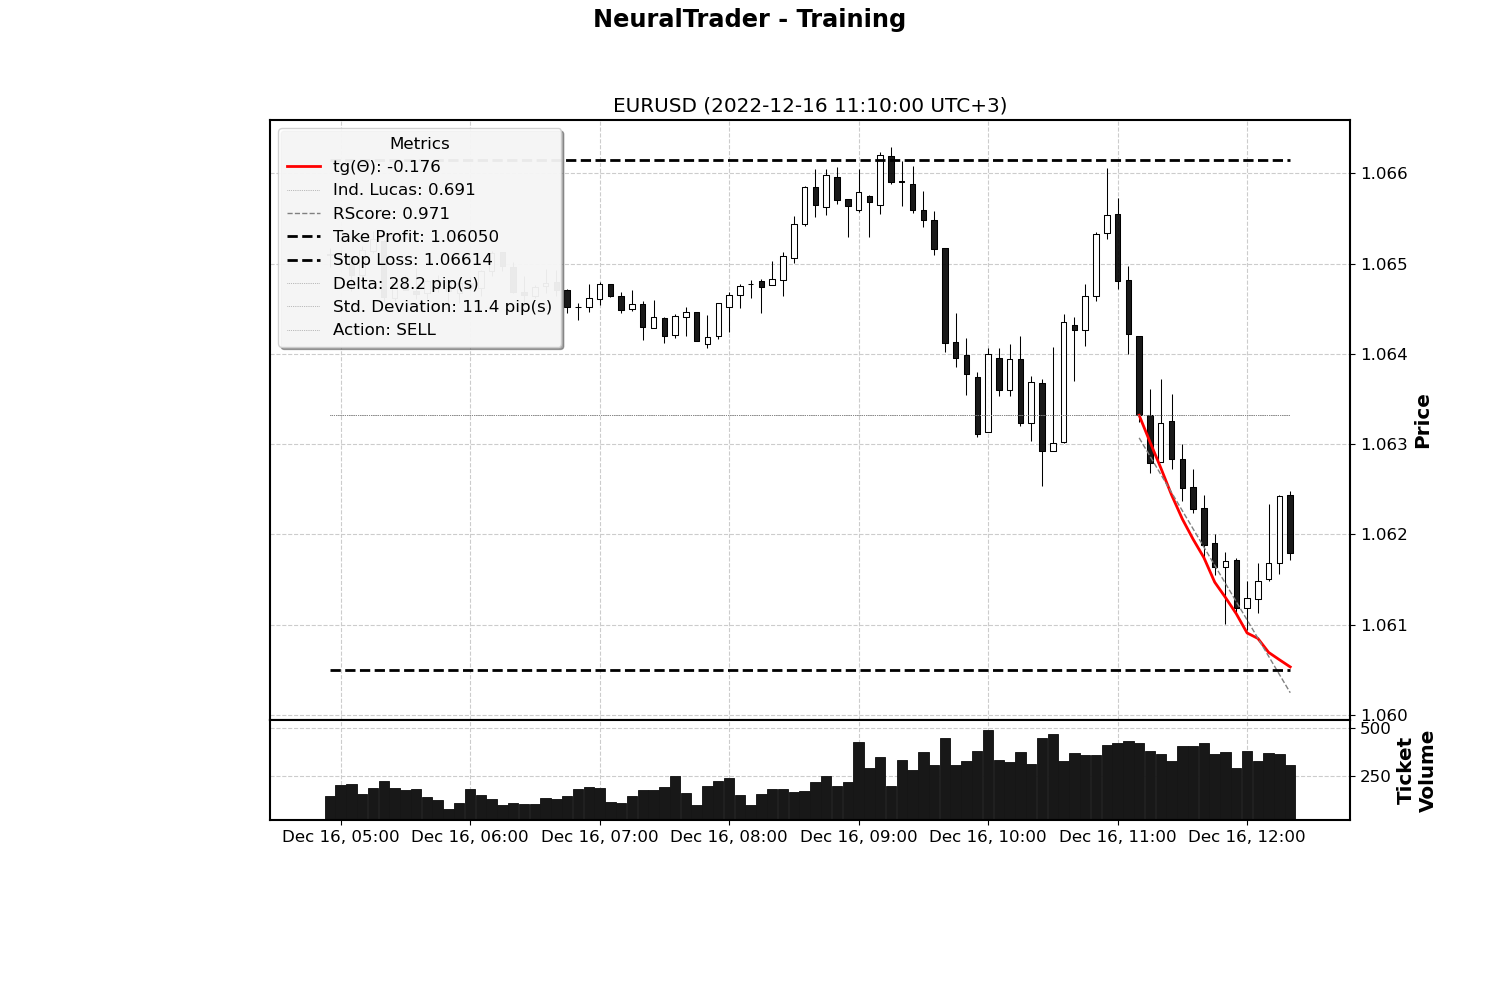 NeuralTrader - Training
EURUSD (2022-12-16 11:10:00 UTC+3)
Metrics
tg(Θ): -0.176
Ind. Lucas: 0.691
RScore: 0.971
Take Profit: 1.06050
Stop Loss: 1.06614
Delta: 28.2 pip(s)
Std. Deviation: 11.4 pip(s)
Action: SELL
1.066
1.065
1.064
1.063
1.062
1.061
1.060
Price
500
250
Ticket
Volume
Dec 16, 05:00 Dec 16, 06:00 Dec 16, 07:00 Dec 16, 08:00 Dec 16, 09:00 Dec 16, 10:00 Dec 16, 11:00 Dec 16, 12:00